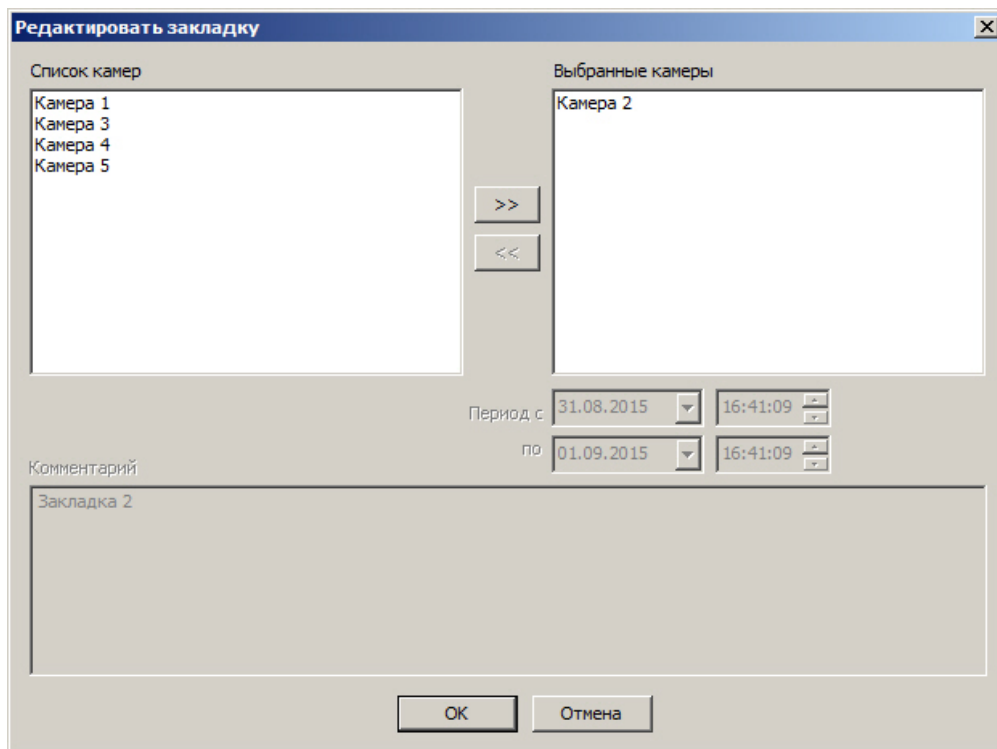 Редактировать закладку
Список камер
Выбранные камеры
Камера 1
Камера 3
Камера 4
Камера 5
Камера 2
>>
<<
Период с 31.08.2015 16:41:09
по 01.09.2015 16:41:09
Комментарий
Закладка 2
OK
Отмена